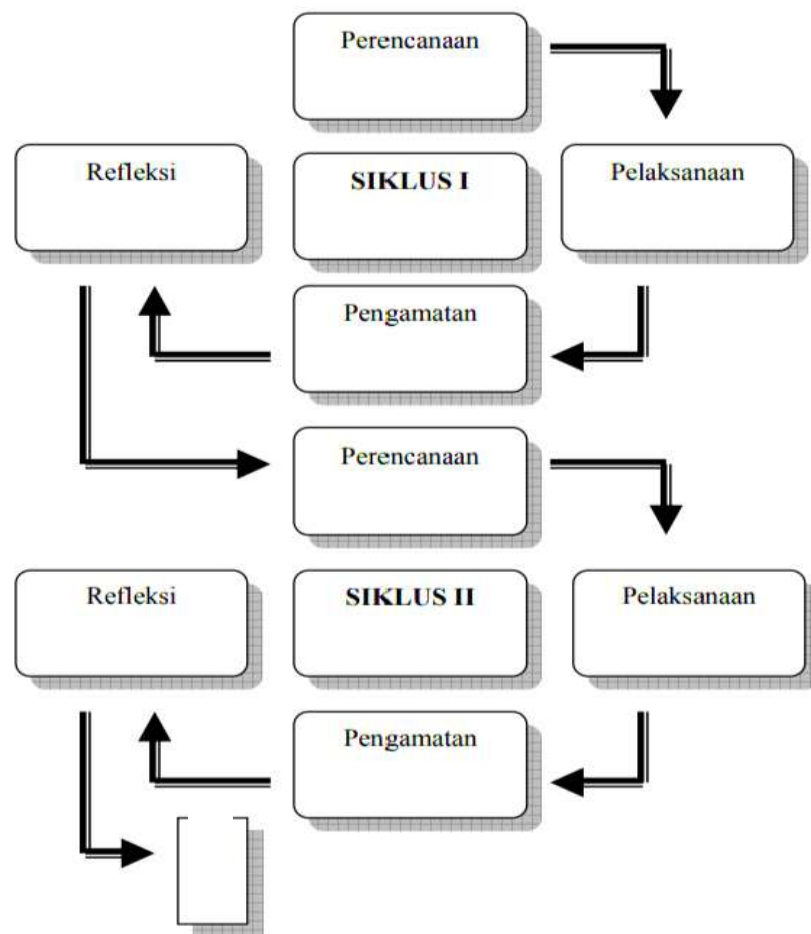 Perencanaan
Refleksi
SIKLUS I
Pelaksanaan
Pengamatan
Perencanaan
Refleksi
SIKLUS II
Pelaksanaan
Pengamatan